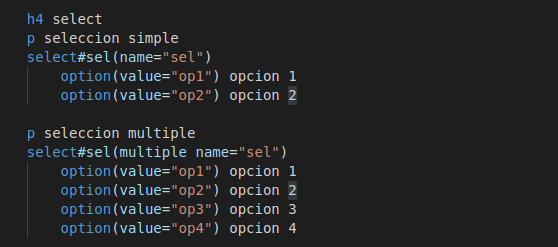 h4 select
p seleccion simple
select#sel(name="sel")
    option(value="op1") opcion 1
    option(value="op2") opcion 2

p seleccion multiple
select#sel(multiple name="sel")
    option(value="op1") opcion 1
    option(value="op2") opcion 2
    option(value="op3") opcion 3
    option(value="op4") opcion 4